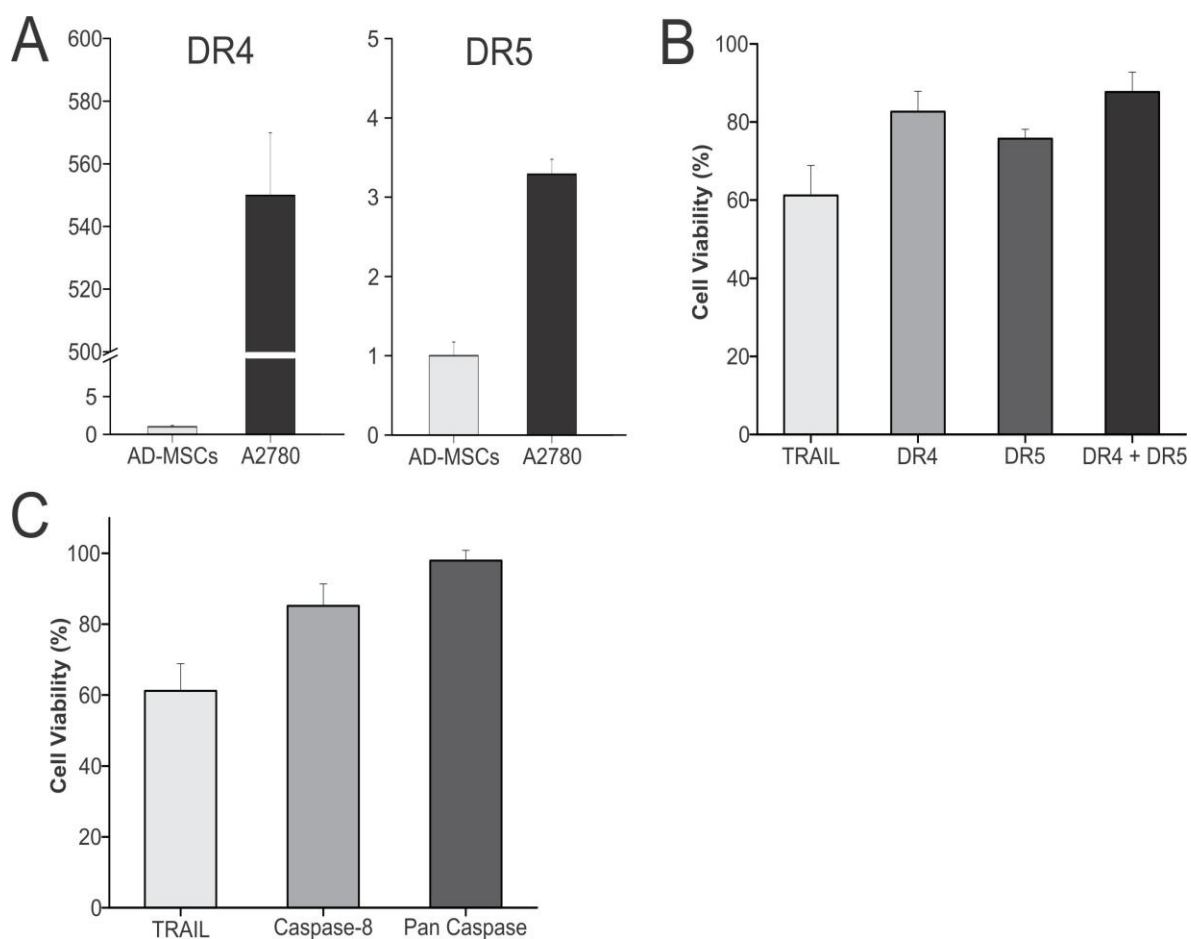 A
DR4
600
580
560
540
520
500
5
0
AD-MSCs A2780
DR5
5
4
3
2
1
0
AD-MSCs A2780
B
Cell Viability (%)
100
80
60
40
20
0
TRAIL DR4 DR5 DR4 + DR5
C
Cell Viability (%)
100
80
60
40
20
0
TRAIL Caspase-8 Pan Caspase